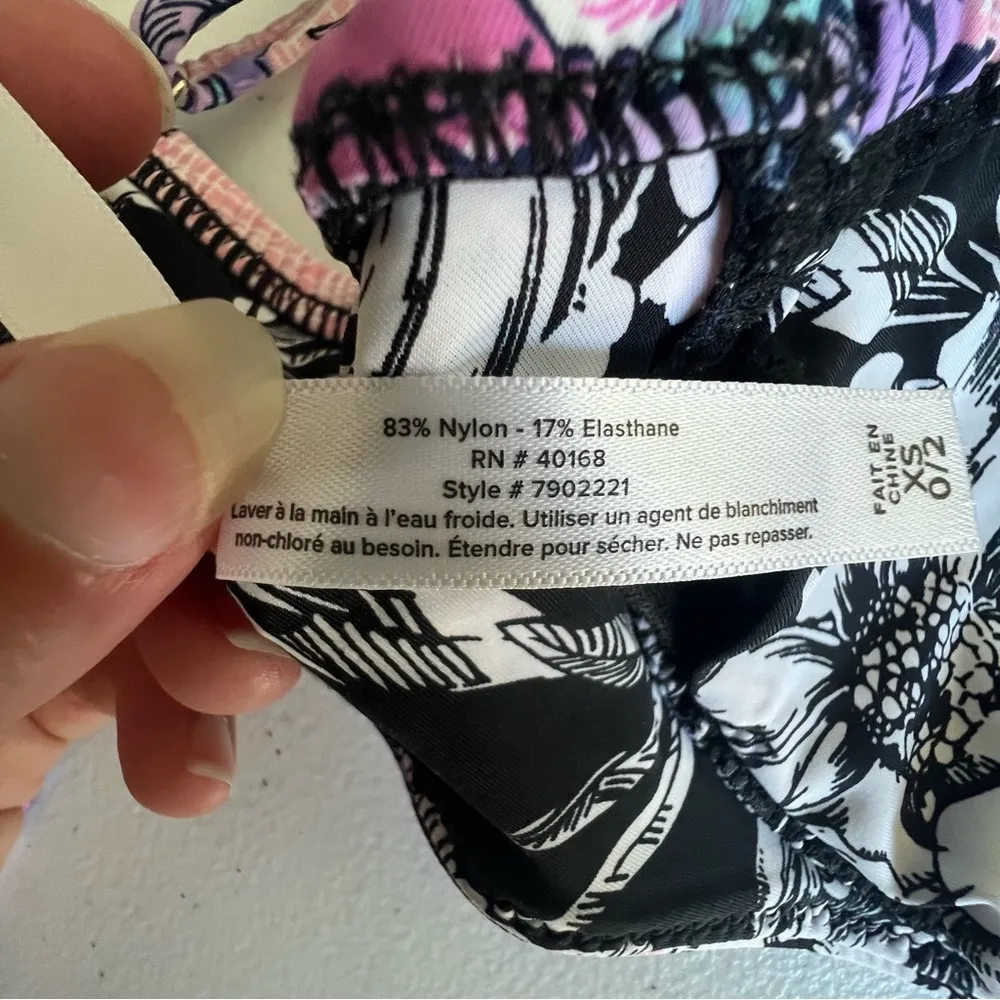 83% Nylon - 17% Elasthane
RN # 40168
Style # 7902221
Laver à la main à l'eau froide. Utiliser un agent de blanchiment
non-chloré au besoin. Étendre pour sécher. Ne pas repasser.
FAIT EN
CHINE
XS
0/2